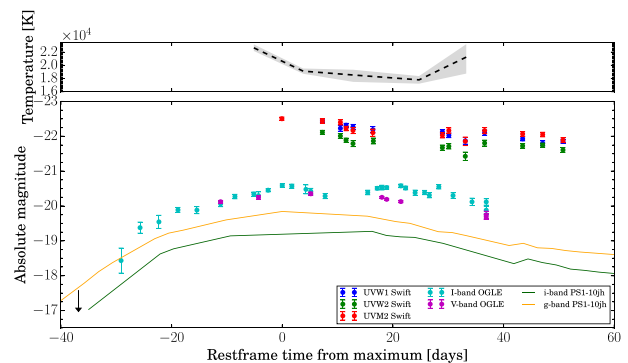 ×10⁴
Temperature [K]
2.2
2.0
1.8
1.6
−23
−22
−21
−20
−19
−18
−17
Absolute magnitude
−40
−20
0
20
40
60
Restframe time from maximum [days]
UVW1 Swift
UVW2 Swift
UVM2 Swift
I-band OGLE
V-band OGLE
i-band PS1-10jh
g-band PS1-10jh